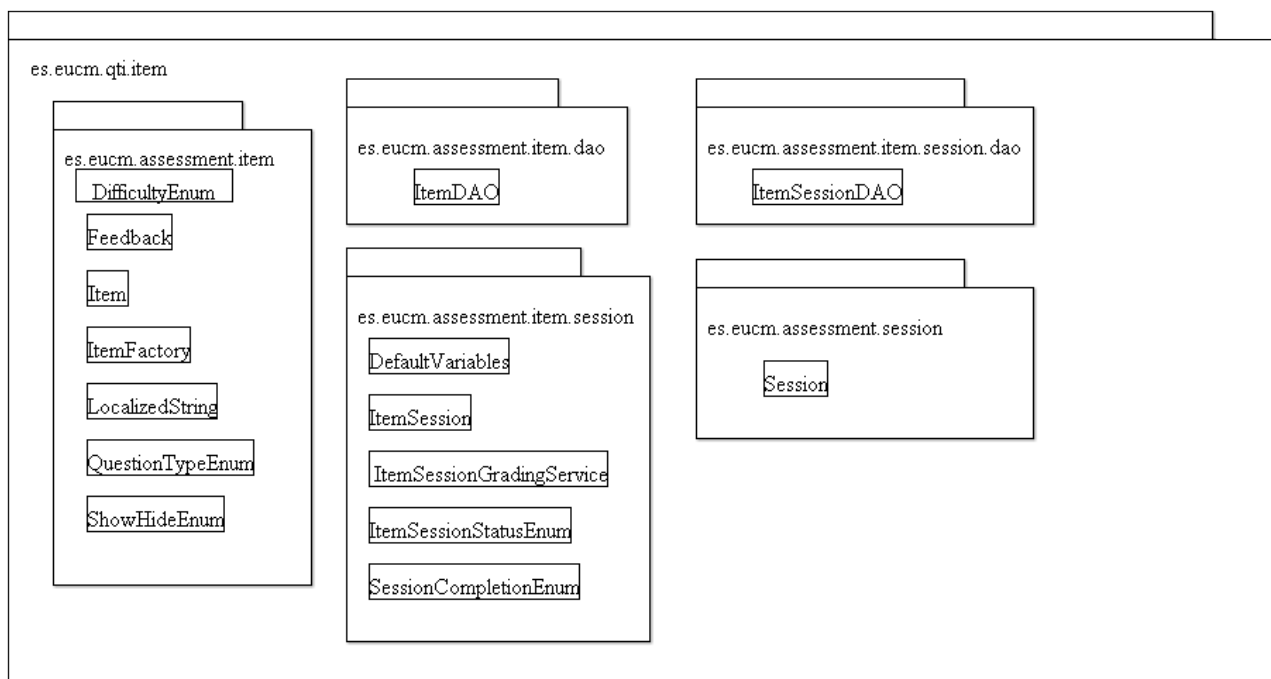 es.eucm.qti.item
es.eucm.assessment.item
DifficultyEnum
Feedback
Item
ItemFactory
LocalizedString
QuestionTypeEnum
ShowHideEnum
es.eucm.assessment.item.dao
ItemDAO
es.eucm.assessment.item.session
DefaultVariables
ItemSession
ItemSessionGradingService
ItemSessionStatusEnum
SessionCompletionEnum
es.eucm.assessment.item.session.dao
ItemSessionDAO
es.eucm.assessment.session
Session